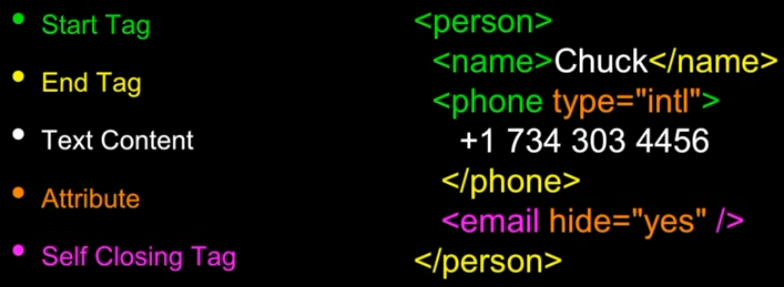 • Start Tag
• End Tag
• Text Content
• Attribute
• Self Closing Tag
<person>
<name>Chuck</name>
<phone type="intl">
+1 734 303 4456
</phone>
<email hide="yes" />
</person>